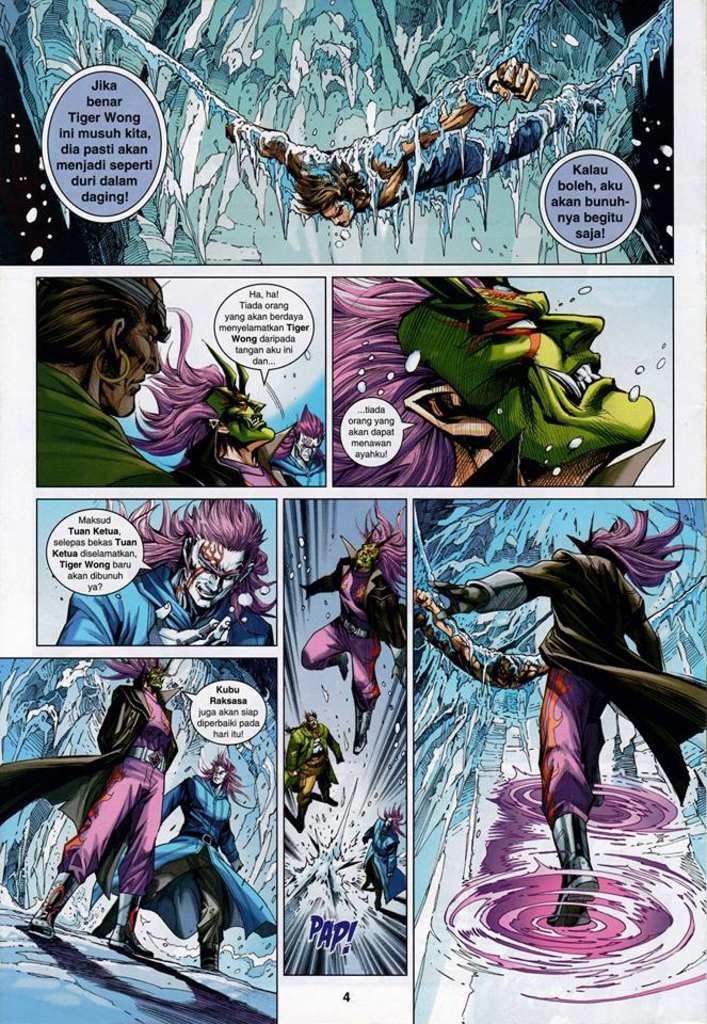 Jika
benar
Tiger Wong
ini musuh kita,
dia pasti akan
menjadi seperti
duri dalam
daging!
Kalau
boleh, aku
akan bunuh-
nya begitu
saja!
Ha, ha!
Tiada orang
yang akan berdaya
menyelamatkan Tiger
Wong daripada
tangan aku ini
dan...
...tiada
orang yang
akan menawan
ayahku!
Maksud
Tuan Ketua,
selepas bekas Tuan
Ketua diselamatkan,
Tiger Wong baru
akan dibunuh
ya?
Kubu
Raksasa
juga akan siap
diperbaiki pada
hari itu!
PAP!
4